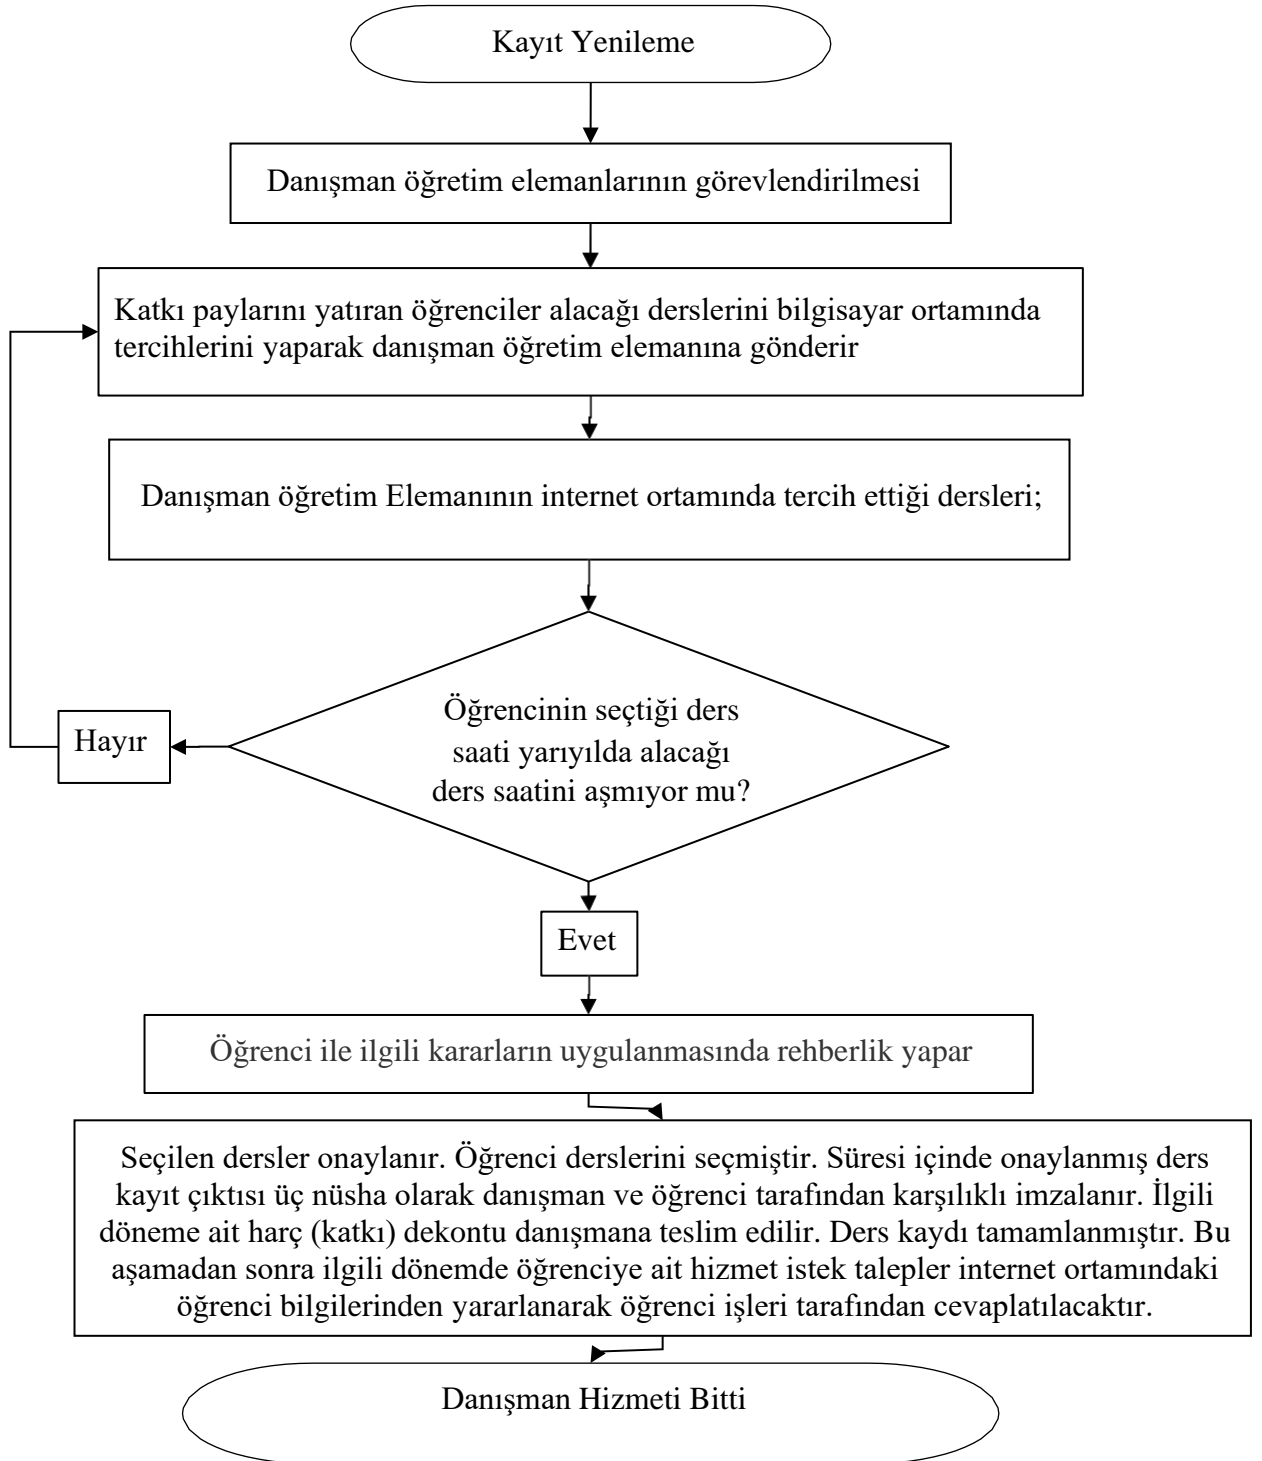 Kayıt Yenileme
Danışman öğretim elemanlarının görevlendirilmesi
Katkı paylarını yatıran öğrenciler alacağı derslerini bilgisayar ortamında
tercihlerini yaparak danışman öğretim elemanına gönderir
Danışman öğretim Elemanının internet ortamında tercih ettiği dersleri;
Öğrencinin seçtiği ders
saati yarıyılda alacağı
ders saatini aşmıyor mu?
Hayır
Evet
Öğrenci ile ilgili kararların uygulanmasında rehberlik yapar
Seçilen dersler onaylanır. Öğrenci derslerini seçmiştir. Süresi içinde onaylanmış ders
kayıt çıktısı üç nüsha olarak danışman ve öğrenci tarafından karşılıklı imzalanır. İlgili
döneme ait harç (katkı) dekontu danışmana teslim edilir. Ders kaydı tamamlanmıştır. Bu
aşamadan sonra ilgili dönemde öğrenciye ait hizmet istek talepler internet ortamındaki
öğrenci bilgilerinden yararlanarak öğrenci işleri tarafından cevaplatılacaktır.
Danışman Hizmeti Bitti